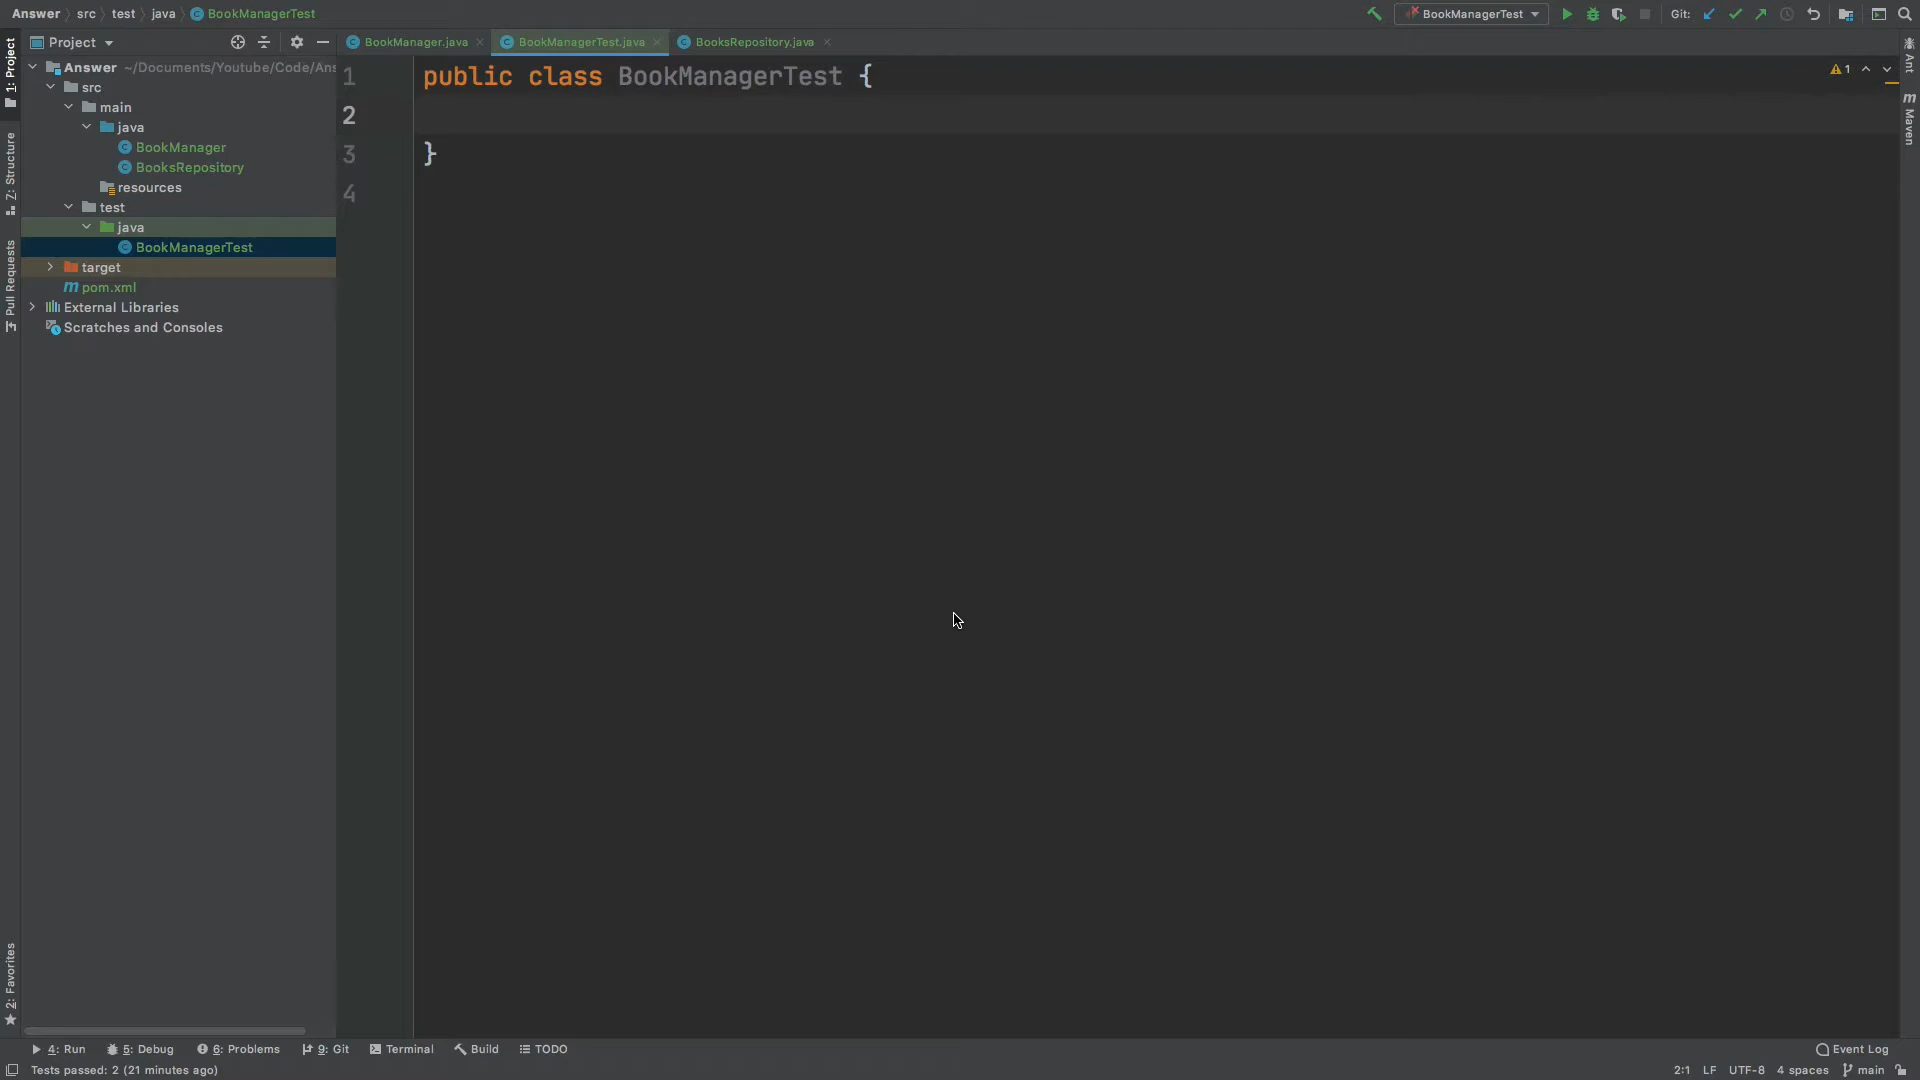 Answer src test java BookManagerTest
BookManagerTest Git:
1: Project
Project BookManager.java BookManagerTest.java BooksRepository.java
Ant
Answer ~/Documents/Youtube/Code/Ans
src
main
java
BookManager
BooksRepository
resources
test
java
BookManagerTest
target
m pom.xml
External Libraries
Scratches and Consoles
Z: Structure
Pull Requests
2: Favorites
1 public class BookManagerTest {
2
3 }
4
1
m Maven
4: Run 5: Debug 6: Problems 9: Git Terminal Build TODO Event Log
Tests passed: 2 (21 minutes ago) 2:1 LF UTF-8 4 spaces main